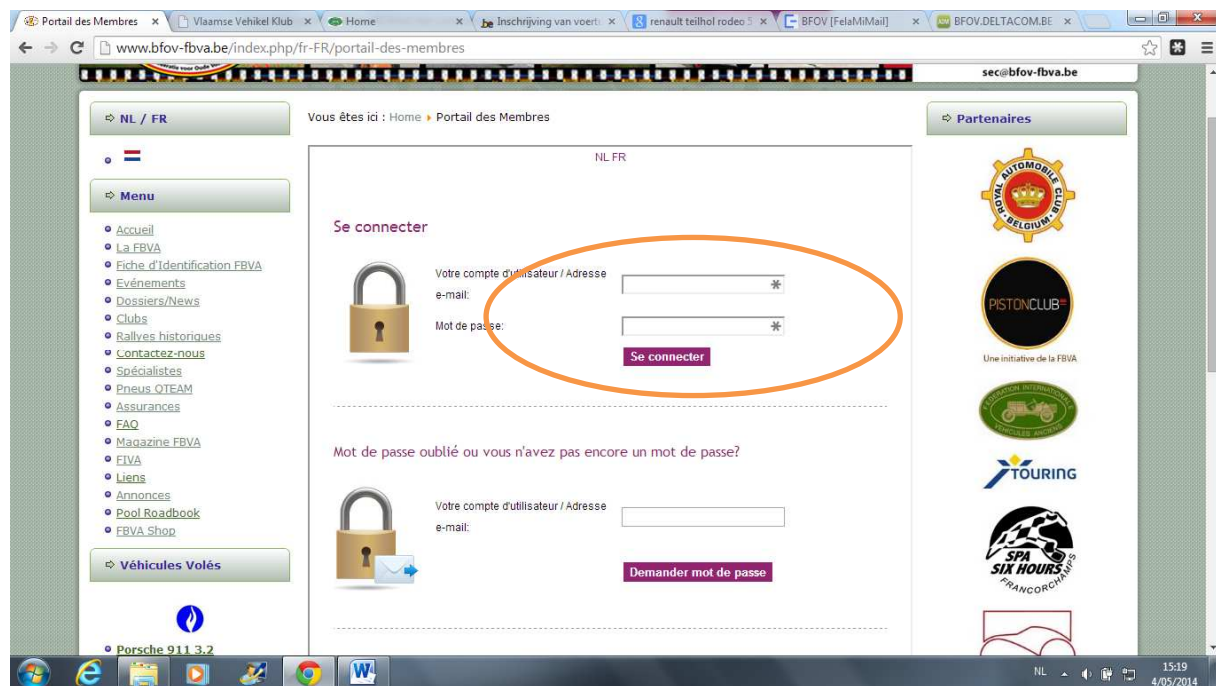 Portail des Membres
Vlaamse Vehikel Klub
Home
Inschrijving van voert
renault teilhol rodeo 5
BFOV [FelaMiMail]
BFOV.DELTACOM.BE
www.bfov-fbva.be/index.php/fr-FR/portail-des-membres
sec@bfov-fbva.be
NL / FR
Menu
Accueil
La FBVA
Fiche d'Identification FBVA
Evénements
Dossiers/News
Clubs
Rallyes historiques
Contactez-nous
Spécialistes
Pneus QTEAM
Assurances
FAQ
Magazine FBVA
FIVA
Liens
Annonces
Pool Roadbook
FBVA Shop
Véhicules Volés
Porsche 911 3.2
Vous êtes ici : Home Portail des Membres
NL FR
Se connecter
Votre compte d'utilisateur / Adresse
e-mail:
Mot de passe:
Se connecter
Mot de passe oublié ou vous n'avez pas encore un mot de passe?
Votre compte d'utilisateur / Adresse
e-mail:
Demander mot de passe
Partenaires
ROYAL AUTOMOBILE CLUB
BELGIUM
PISTONCLUB
Une initiative de la FBVA
FEDERATION INTERNATIONALE
VEHICULES ANCIENS
TOURING
SPA
SIX HOURS
FRANCORCHAMPS
NL
15:19
4/05/2014